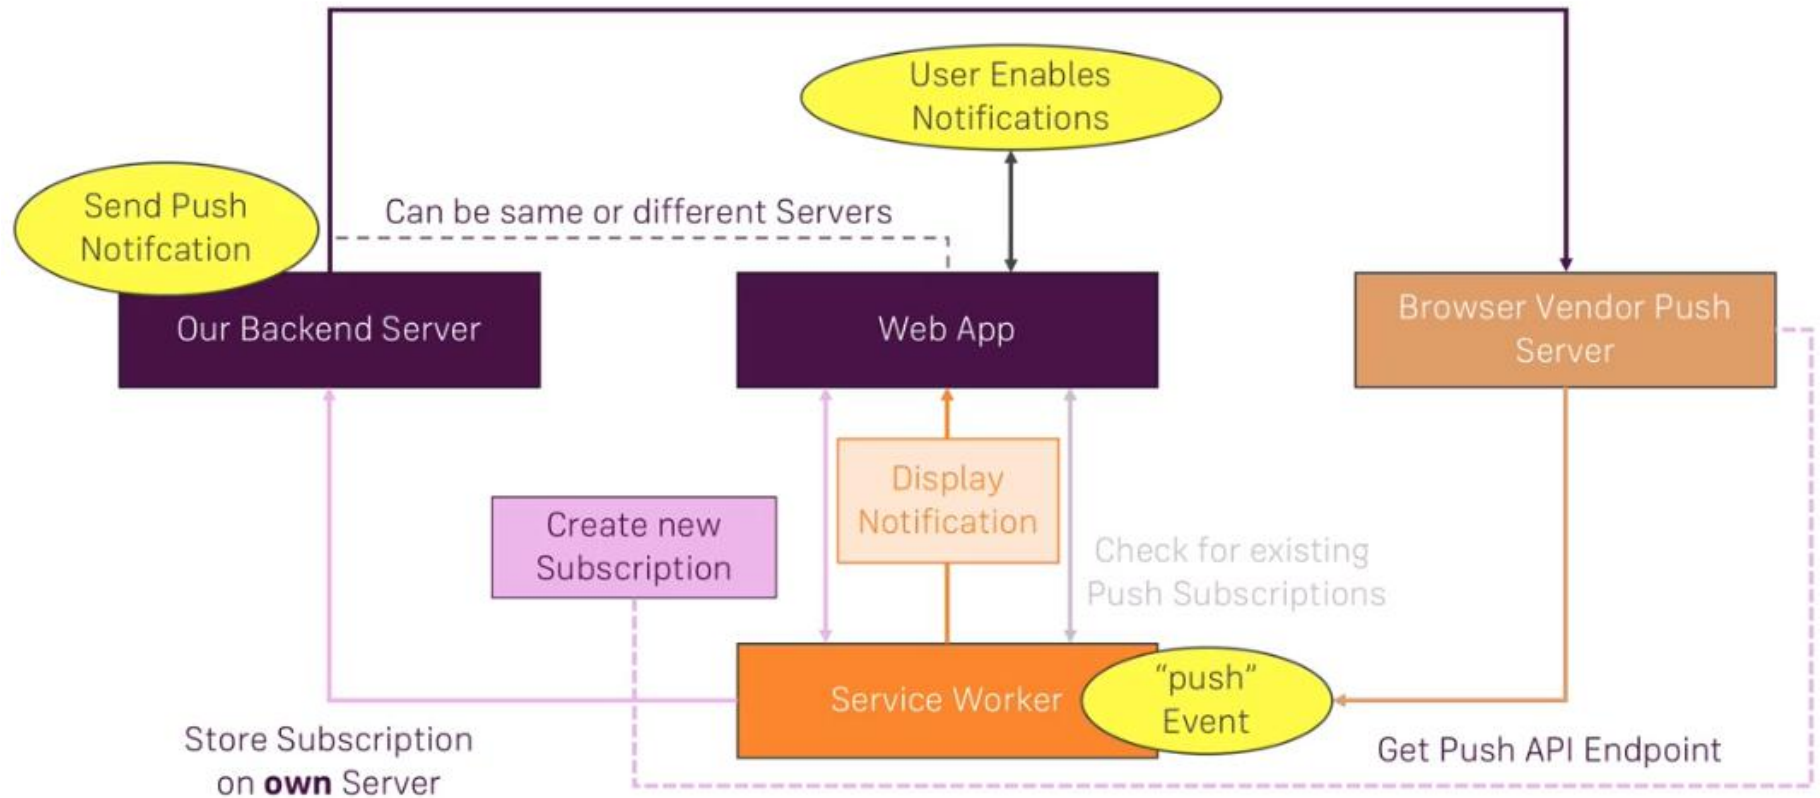 User Enables
Notifications
Send Push
Notifcation
Can be same or different Servers
Our Backend Server
Web App
Browser Vendor Push
Server
Display
Notification
Create new
Subscription
Check for existing
Push Subscriptions
Service Worker
“push”
Event
Store Subscription
on own Server
Get Push API Endpoint